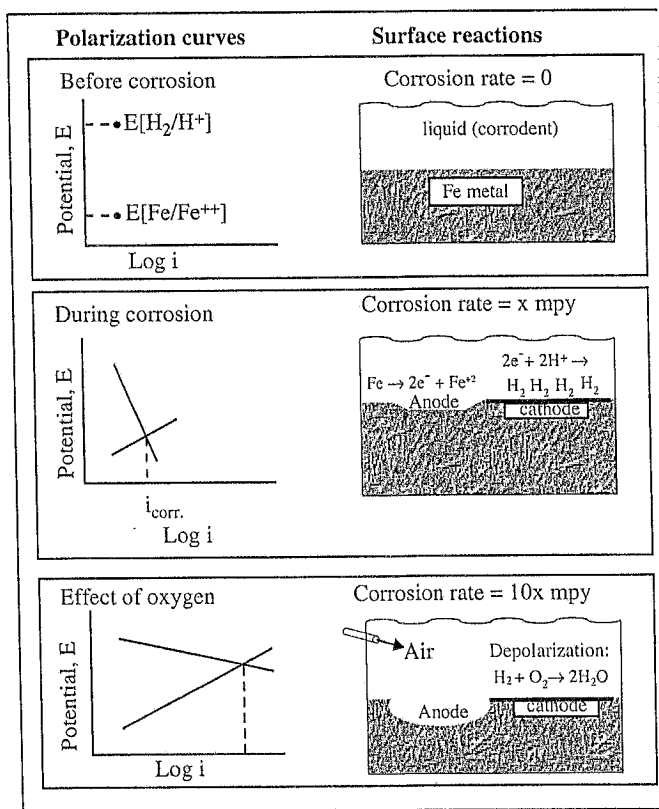 Polarization curves
Surface reactions
Before corrosion
E[H₂/H⁺]
E[Fe/Fe⁺⁺]
Potential, E
Log i
Corrosion rate = 0
liquid (corrodent)
Fe metal
During corrosion
Potential, E
i corr.
Log i
Corrosion rate = x mpy
Fe → 2e⁻ + Fe⁺²
Anode
2e⁻ + 2H⁺ →
H₂ H₂ H₂ H₂
cathode
Effect of oxygen
Potential, E
Log i
Corrosion rate = 10x mpy
Air
Depolarization:
H₂ + O₂ → 2H₂O
Anode
cathode